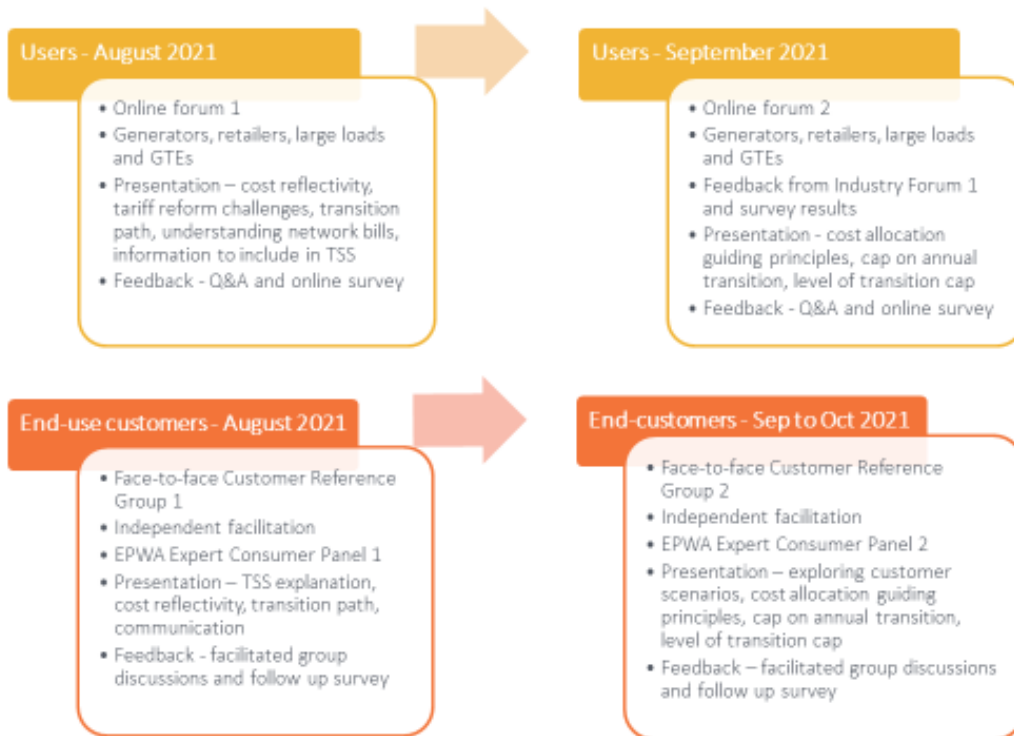 Users - August 2021
• Online forum 1
• Generators, retailers, large loads
and GTEs
• Presentation – cost reflectivity,
tariff reform challenges, transition
path, understanding network bills,
information to include in TSS
• Feedback - Q&A and online survey
Users - September 2021
• Online forum 2
• Generators, retailers, large loads
and GTEs
• Feedback from Industry Forum 1
and survey results
• Presentation - cost allocation
guiding principles, cap on annual
transition, level of transition cap
• Feedback - Q&A and online survey
End-use customers - August 2021
• Face-to-face Customer Reference
Group 1
• Independent facilitation
• EPWA Expert Consumer Panel 1
• Presentation – TSS explanation,
cost reflectivity, transition path,
communication
• Feedback - facilitated group
discussions and follow up survey
End-customers - Sep to Oct 2021
• Face-to-face Customer Reference
Group 2
• Independent facilitation
• EPWA Expert Consumer Panel 2
• Presentation – exploring customer
scenarios, cost allocation guiding
principles, cap on annual transition,
level of transition cap
• Feedback – facilitated group discussions
and follow up survey